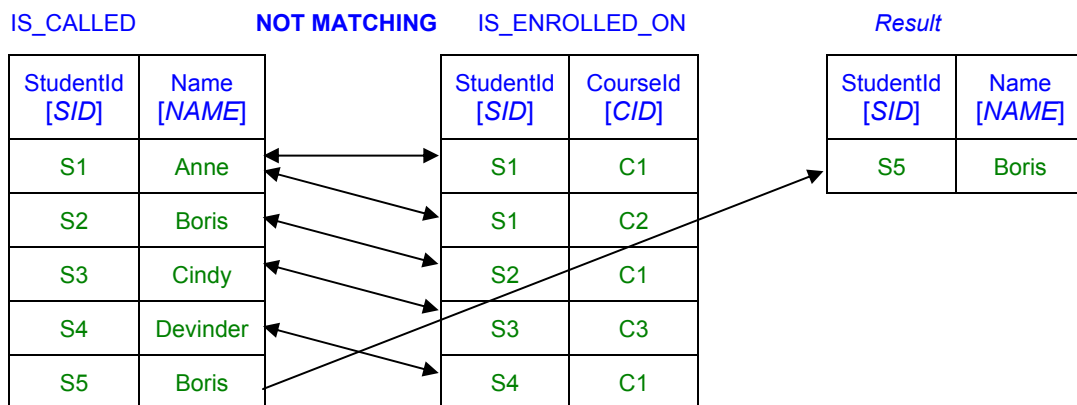 IS_CALLED NOT MATCHING IS_ENROLLED_ON Result
StudentId Name StudentId CourseId StudentId Name
[SID] [NAME] [SID] [CID] [SID] [NAME]
S1 Anne S1 C1 S5 Boris
S2 Boris S1 C2
S3 Cindy S2 C1
S4 Devinder S3 C3
S5 Boris S4 C1